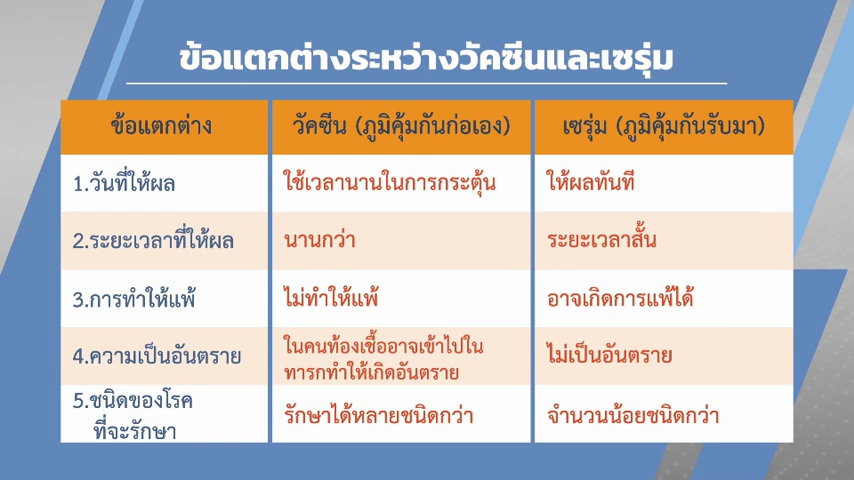 ข้อแตกต่างระหว่างวัคซีนและเซรุ่ม
ข้อแตกต่าง
วัคซีน (ภูมิคุ้มกันก่อเอง)
เซรุ่ม (ภูมิคุ้มกันรับมา)
1.วันที่ให้ผล
ใช้เวลานานในการกระตุ้น
ให้ผลทันที
2.ระยะเวลาที่ให้ผล
นานกว่า
ระยะเวลาสั้น
3.การทำให้แพ้
ไม่ทำให้แพ้
อาจเกิดการแพ้ได้
4.ความเป็นอันตราย
ในคนท้องเชื้ออาจเข้าไปใน
ทารกทำให้เกิดอันตราย
ไม่เป็นอันตราย
5.ชนิดของโรค
ที่จะรักษา
รักษาได้หลายชนิดกว่า
จำนวนน้อยชนิดกว่า